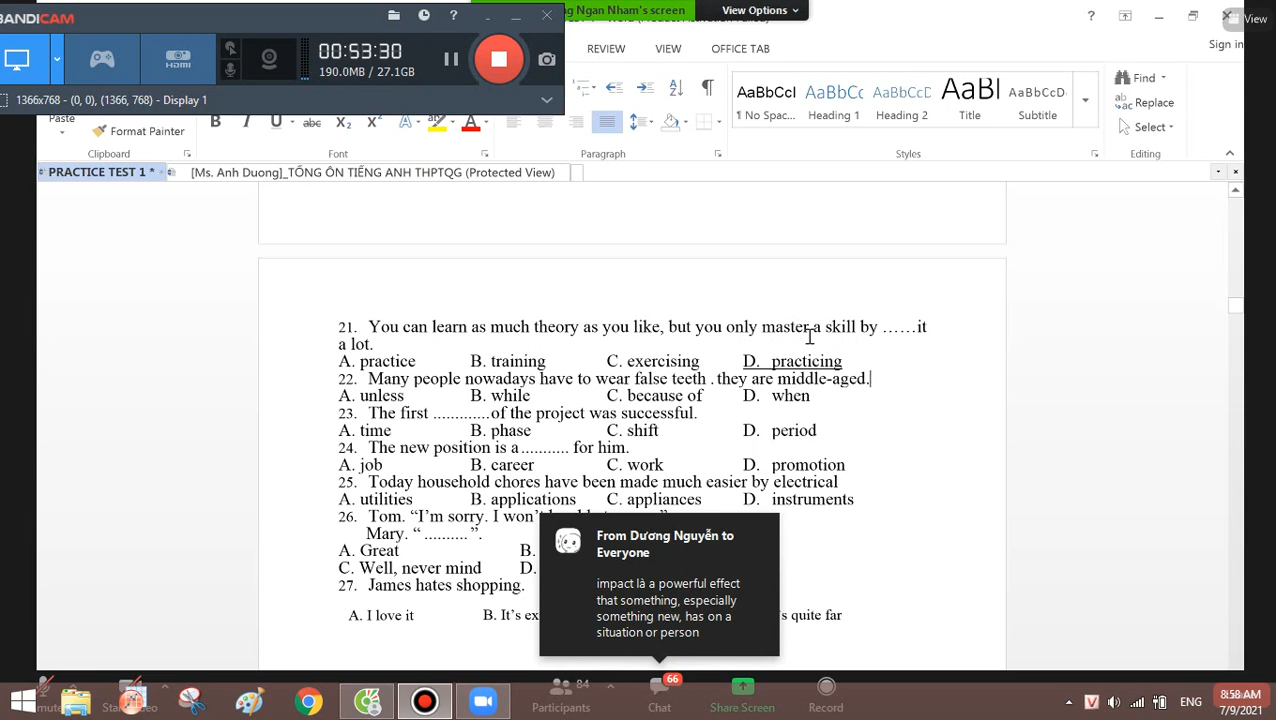 BANDICAM
ng Ngan Nham's screen
View Options
View
REVIEW
VIEW
OFFICE TAB
Sign in
00:53:30
190.0MB / 27.1GB
1366x768 - (0, 0), (1366, 768) - Display 1
Paste
Format Painter
Clipboard
Font
Paragraph
AaBbCcI
AaBbCc
AaBbCcD
AaBl
AaBbCcD
¶ No Spac...
Heading 1
Heading 2
Title
Subtitle
Styles
Find
Replace
Select
Editing
PRACTICE TEST 1 *
[Ms. Anh Duong]_TỔNG ÔN TIẾNG ANH THPTQG (Protected View)
21. You can learn as much theory as you like, but you only master a skill by ……it
a lot.
A. practice B. training C. exercising D. practicing
22. Many people nowadays have to wear false teeth . they are middle-aged.
A. unless B. while C. because of D. when
23. The first ............of the project was successful.
A. time B. phase C. shift D. period
24. The new position is a........... for him.
A. job B. career C. work D. promotion
25. Today household chores have been made much easier by electrical
A. utilities B. applications C. appliances D. instruments
26. Tom. “I’m sorry. I won’t
Mary. “ .......... ”.
A. Great B.
C. Well, never mind D.
27. James hates shopping.
A. I love it B. It’s ex s quite far
From Dương Nguyễn to
Everyone
impact là a powerful effect
that something, especially
something new, has on a
situation or person
66
84
Participants
Chat
Share Screen
Record
8:58 AM
7/9/2021
ENG